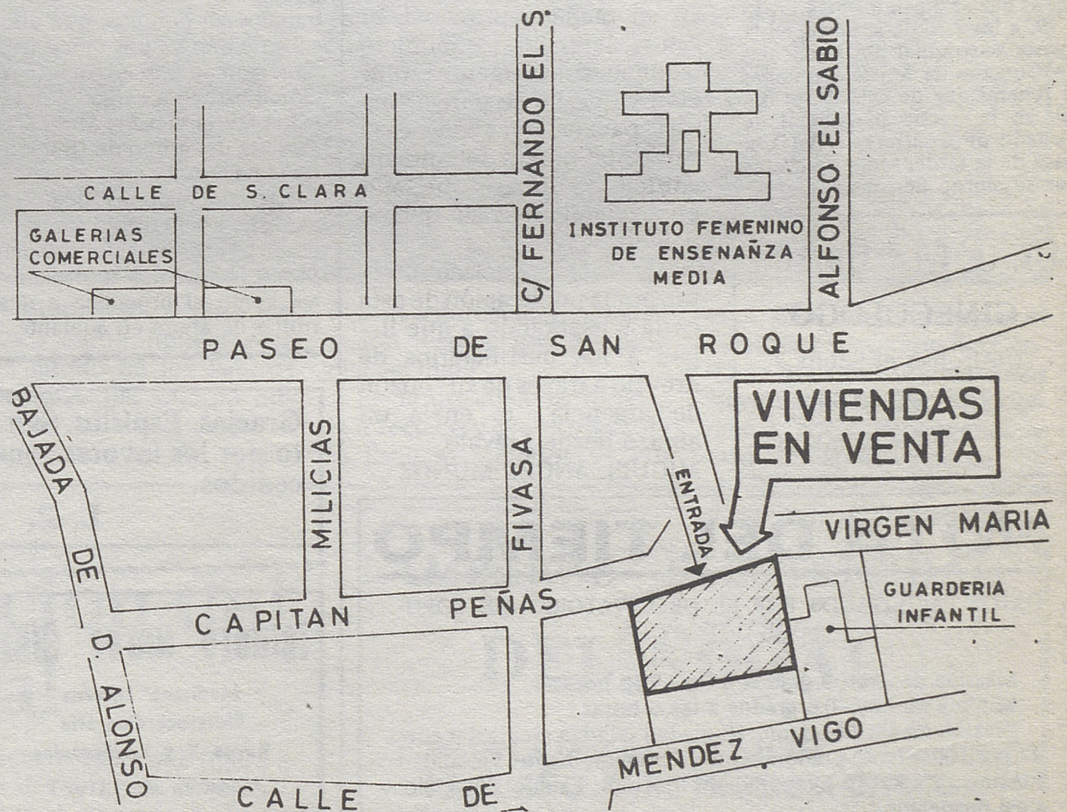 C/ FERNANDO EL S.
ALFONSO EL SABIO
CALLE DE S. CLARA
GALERIAS
COMERCIALES
INSTITUTO FEMENINO
DE ENSENAÑZA
MEDIA
PASEO DE SAN ROQUE
BAJADA DE D. ALONSO
MILICIAS
FIVASA
ENTRADA
VIVIENDAS
EN VENTA
VIRGEN MARIA
CAPITAN PEÑAS
GUARDERIA
INFANTIL
CALLE DE MENDEZ VIGO